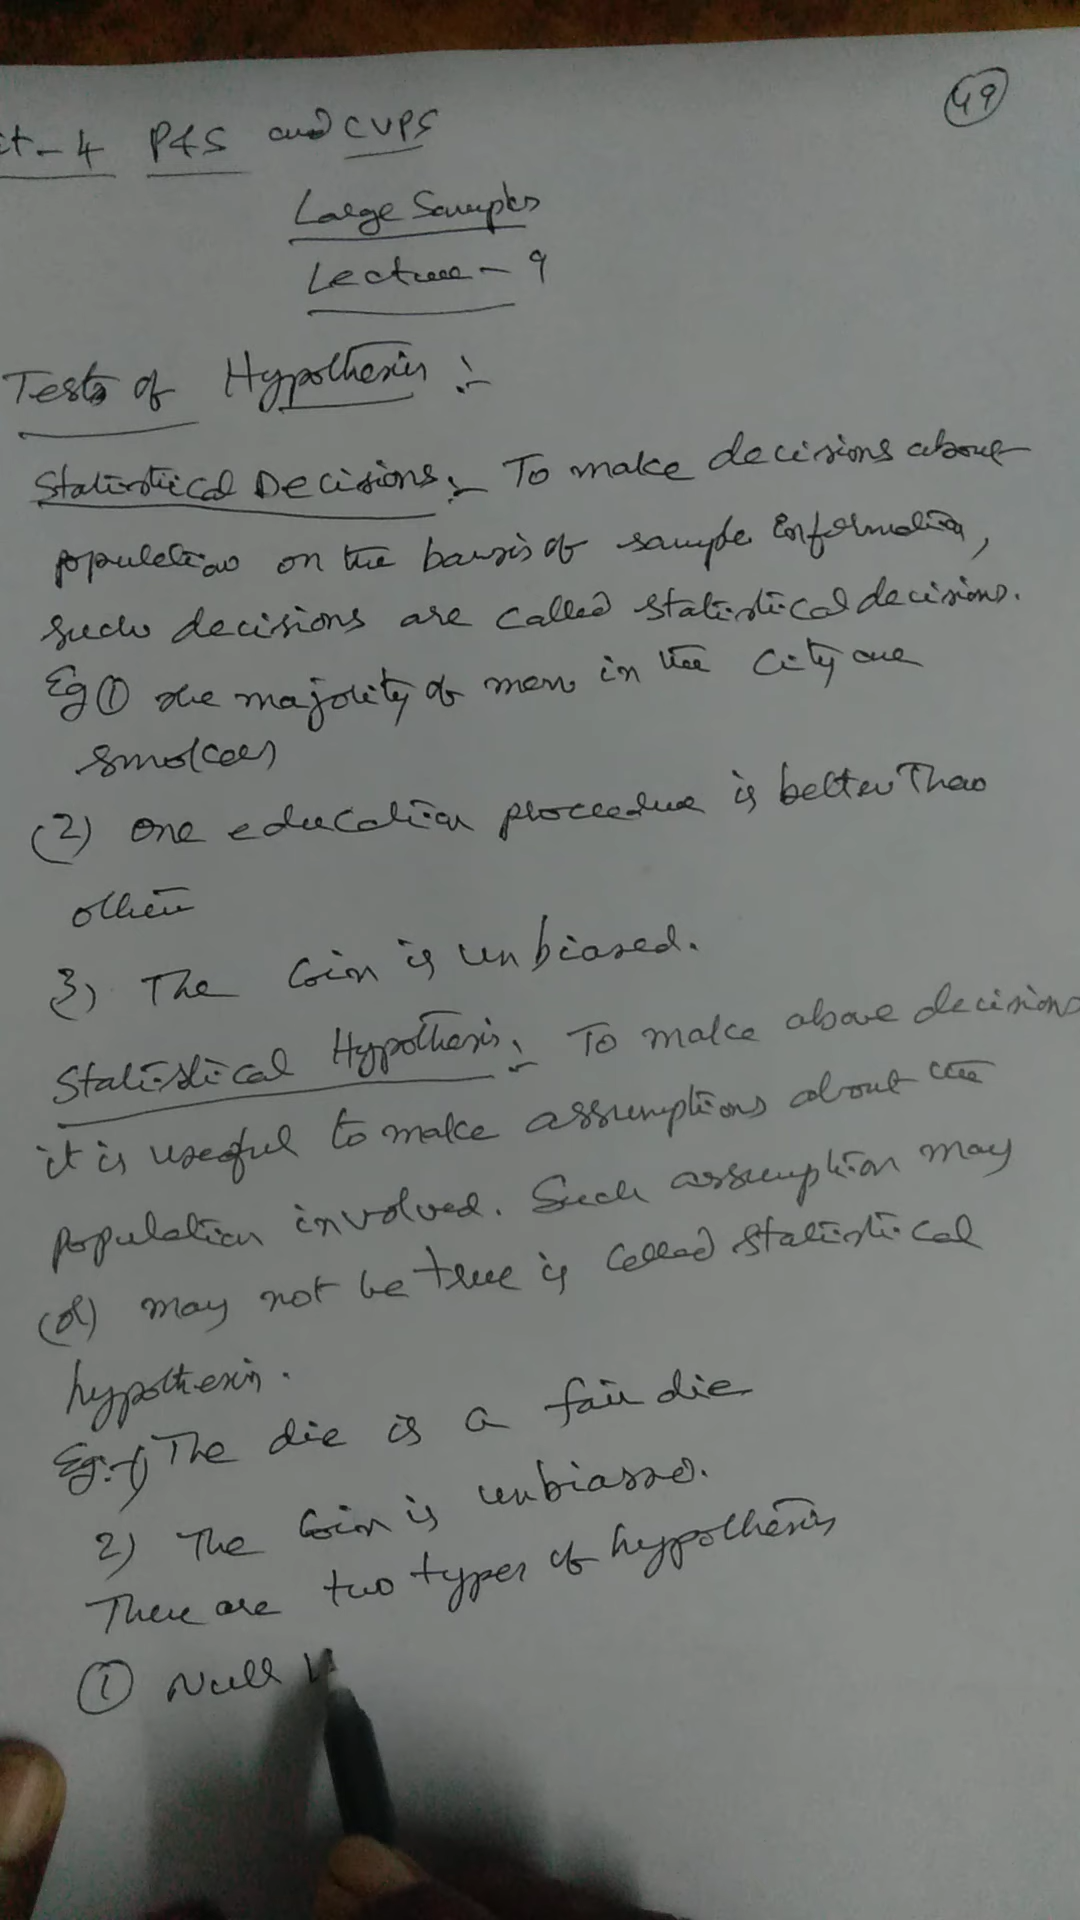 49
it-4 P&S and CVPS
Large Samples
Lecture-9
Tests of Hypothesis :-
Statistical Decisions :- To make decisions about
population on the basis of sample information,
such decisions are called statistical decisions.
Eg ① the majority of men in the city are
smokers
(2) one education procedure is better than
other
3) The Coin is unbiased.
Statistical Hypothesis :- To make above decisions
it is useful to make assumptions about the
population involved. Such assumption may
(or) may not be true is called statistical
hypothesis.
Eg:- 1) The die is a fair die
2) The Coin is unbiased.
There are two types of hypothesis
① Null